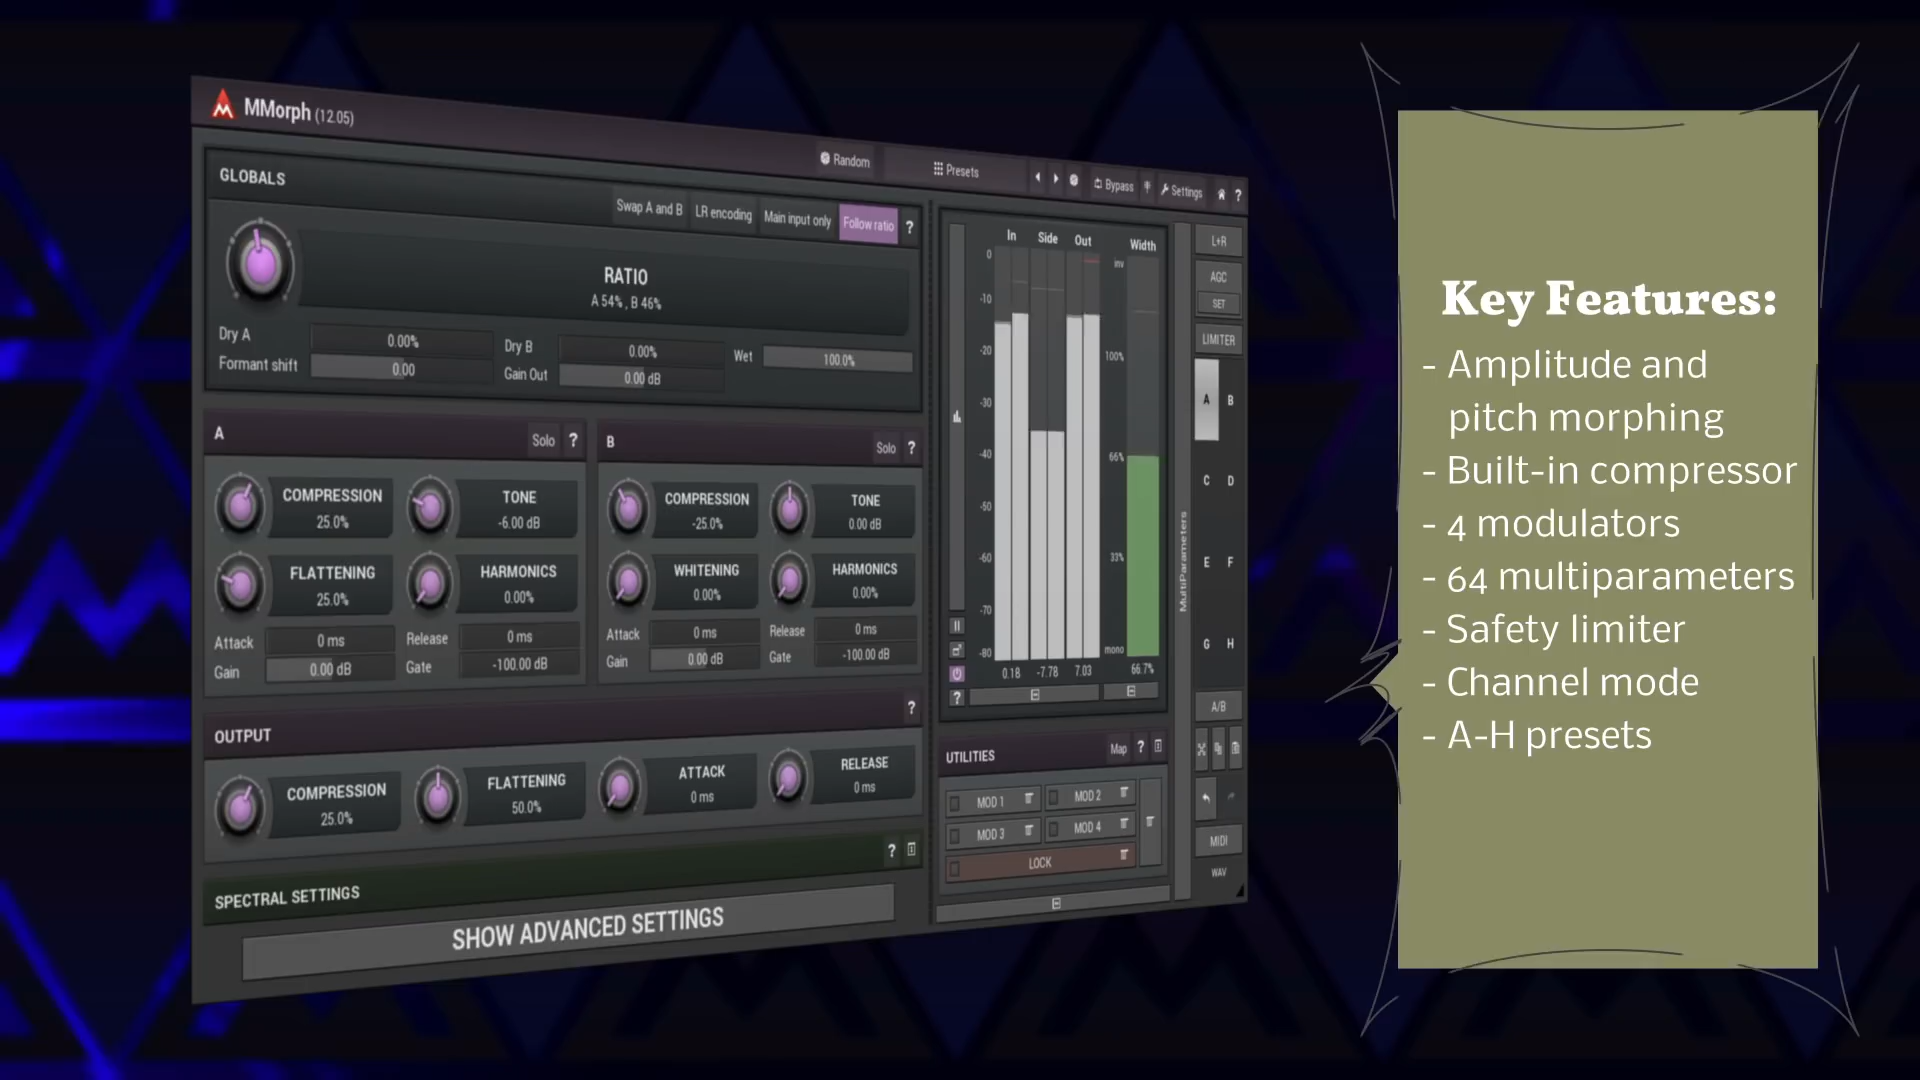 MMorph (12.05)
Random
Presets
Bypass
Settings
?
GLOBALS
Swap A and B
LR encoding
Main input only
Follow ratio
?
RATIO
A 54% , B 46%
Dry A
0.00%
Dry B
0.00%
Wet
100.0%
Formant shift
0.00
Gain Out
0.00 dB
A
Solo
?
COMPRESSION
25.0%
TONE
-6.00 dB
FLATTENING
25.0%
HARMONICS
0.00%
Attack
0 ms
Release
0 ms
Gain
0.00 dB
Gate
-100.00 dB
B
Solo
?
COMPRESSION
-25.0%
TONE
0.00 dB
WHITENING
0.00%
HARMONICS
0.00%
Attack
0 ms
Release
0 ms
Gain
0.00 dB
Gate
-100.00 dB
OUTPUT
?
COMPRESSION
25.0%
FLATTENING
50.0%
ATTACK
0 ms
RELEASE
0 ms
SPECTRAL SETTINGS
?
SHOW ADVANCED SETTINGS
In
Side
Out
Width
0
-10
-20
-30
-40
-50
-60
-70
-80
inv
100%
66%
33%
mono
0.18
-7.78
7.03
66.7%
?
UTILITIES
Map
?
MOD 1
MOD 2
MOD 3
MOD 4
LOCK
MultiParameters
L+R
AGC
SET
LIMITER
A
B
C
D
E
F
G
H
A/B
MIDI
WAV
Key Features:
- Amplitude and
pitch morphing
- Built-in compressor
- 4 modulators
- 64 multiparameters
- Safety limiter
- Channel mode
- A-H presets